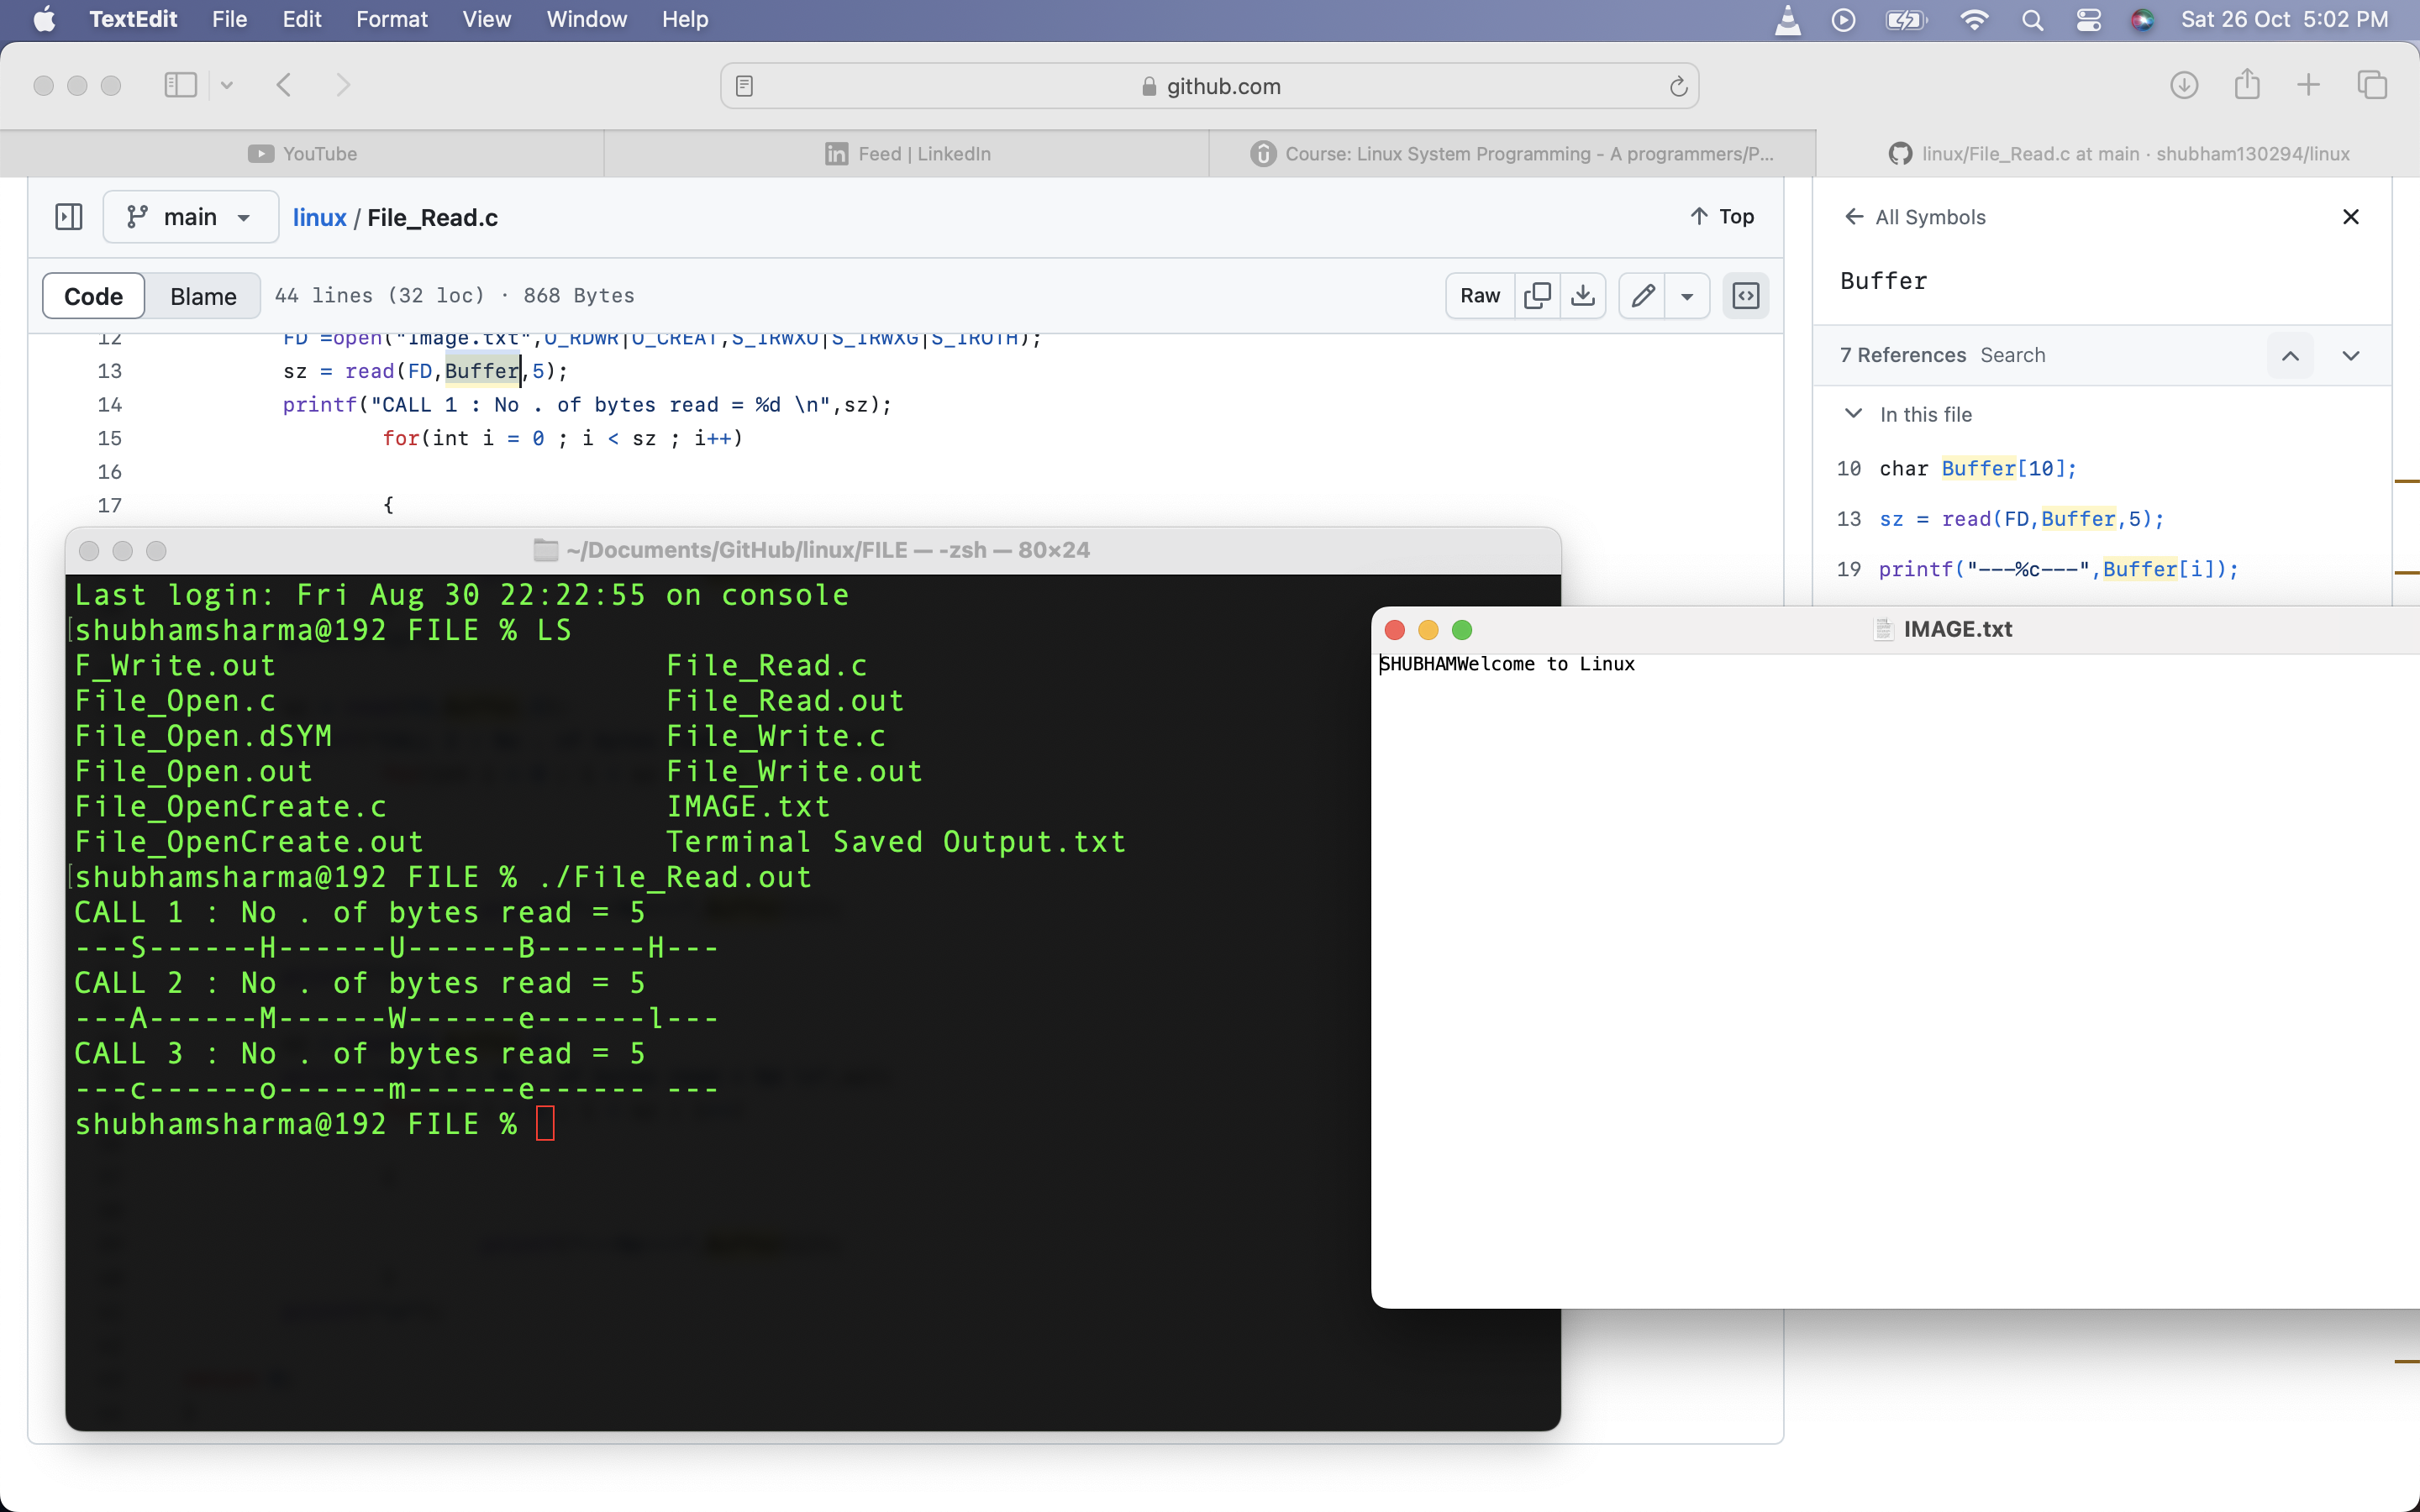 TextEdit File Edit Format View Window Help Sat 26 Oct 5:02 PM
github.com
YouTube
Feed | LinkedIn
Course: Linux System Programming - A programmers/P...
linux/File_Read.c at main · shubham130294/linux
main
linux / File_Read.c
Top
Code Blame 44 lines (32 loc) · 868 Bytes
Raw
12 FD =open("Image.txt",O_RDWR|O_CREAT,S_IRWXU|S_IRWXG|S_IROTH);
13 sz = read(FD,Buffer,5);
14 printf("CALL 1 : No . of bytes read = %d \n",sz);
15 for(int i = 0 ; i < sz ; i++)
16
17 {
All Symbols
Buffer
7 References Search
In this file
10 char Buffer[10];
13 sz = read(FD,Buffer,5);
19 printf("---%c---",Buffer[i]);
~/Documents/GitHub/linux/FILE — -zsh — 80×24
Last login: Fri Aug 30 22:22:55 on console
[shubhamsharma@192 FILE % LS
F_Write.out File_Read.c
File_Open.c File_Read.out
File_Open.dSYM File_Write.c
File_Open.out File_Write.out
File_OpenCreate.c IMAGE.txt
File_OpenCreate.out Terminal Saved Output.txt
[shubhamsharma@192 FILE % ./File_Read.out
CALL 1 : No . of bytes read = 5
---S------H------U------B------H---
CALL 2 : No . of bytes read = 5
---A------M------W------e------l---
CALL 3 : No . of bytes read = 5
---c------o------m------e------ ---
shubhamsharma@192 FILE %
IMAGE.txt
SHUBHAMWelcome to Linux